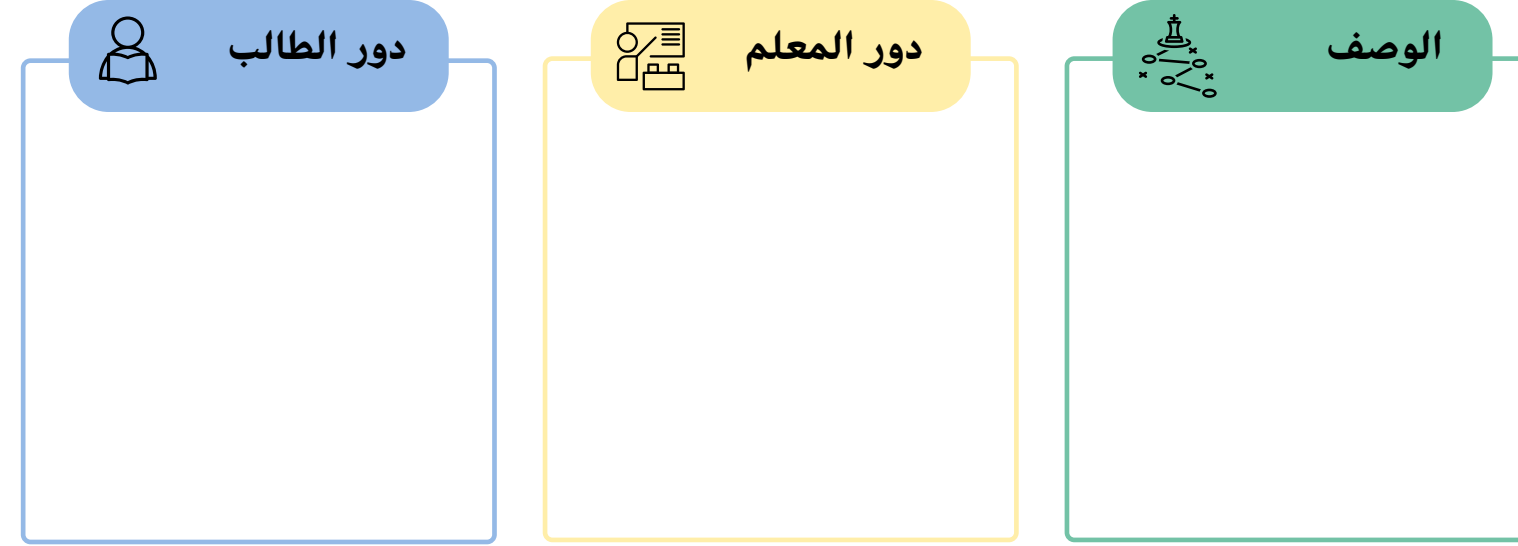 الوصف
دور المعلم
دور الطالب